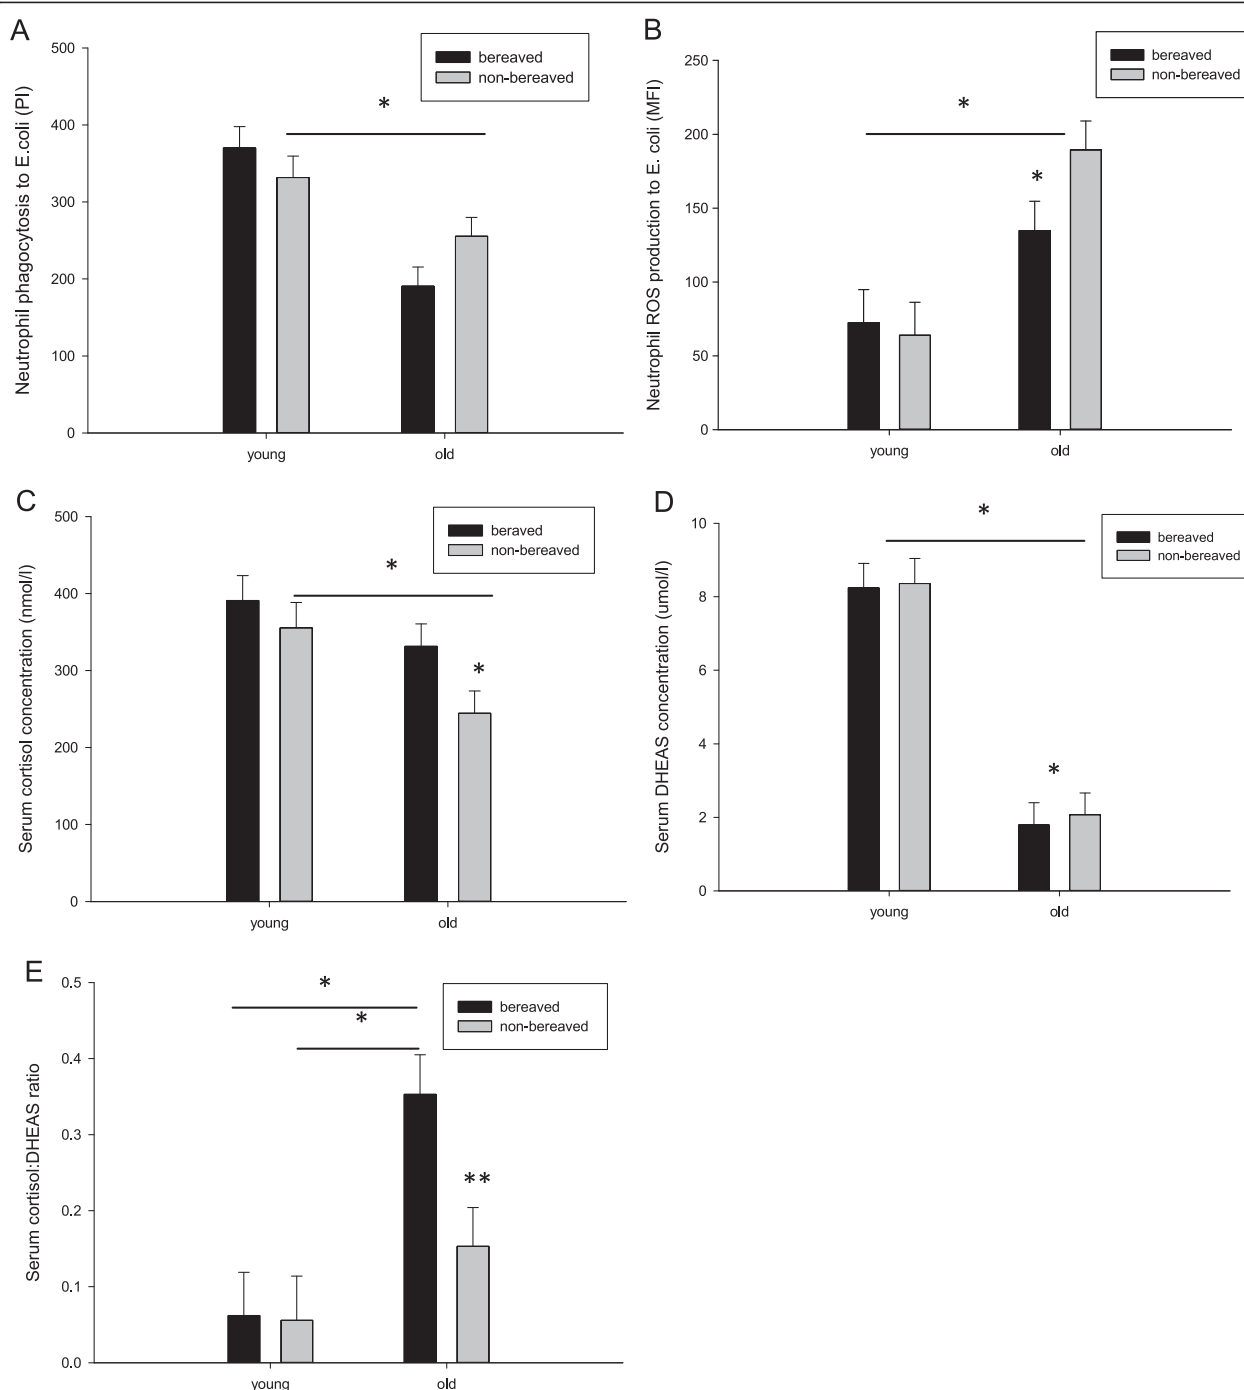 A
Neutrophil phagocytosis to E.coli (PI)
500
400
300
200
100
0
bereaved
non-bereaved
*
young old
B
Neutrophil ROS production to E. coli (MFI)
250
200
150
100
50
0
bereaved
non-bereaved
*
*
young old
C
Serum cortisol concentration (nmol/l)
500
400
300
200
100
0
beraved
non-bereaved
*
*
young old
D
Serum DHEAS concentration (umol/l)
10
8
6
4
2
0
bereaved
non-bereaved
*
*
young old
E
Serum cortisol:DHEAS ratio
0.5
0.4
0.3
0.2
0.1
0.0
bereaved
non-bereaved
*
*
**
young old